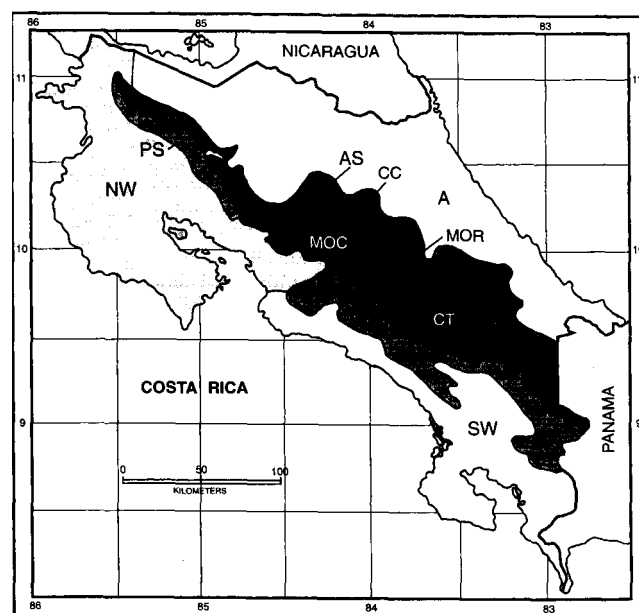 86 85 84 83
NICARAGUA
11 11
PS
AS
CC
NW
A
MOC
MOR
10 10
CT
COSTA RICA
PANAMA
9 9
SW
0 50 100
KILOMETERS
86 85 84 83